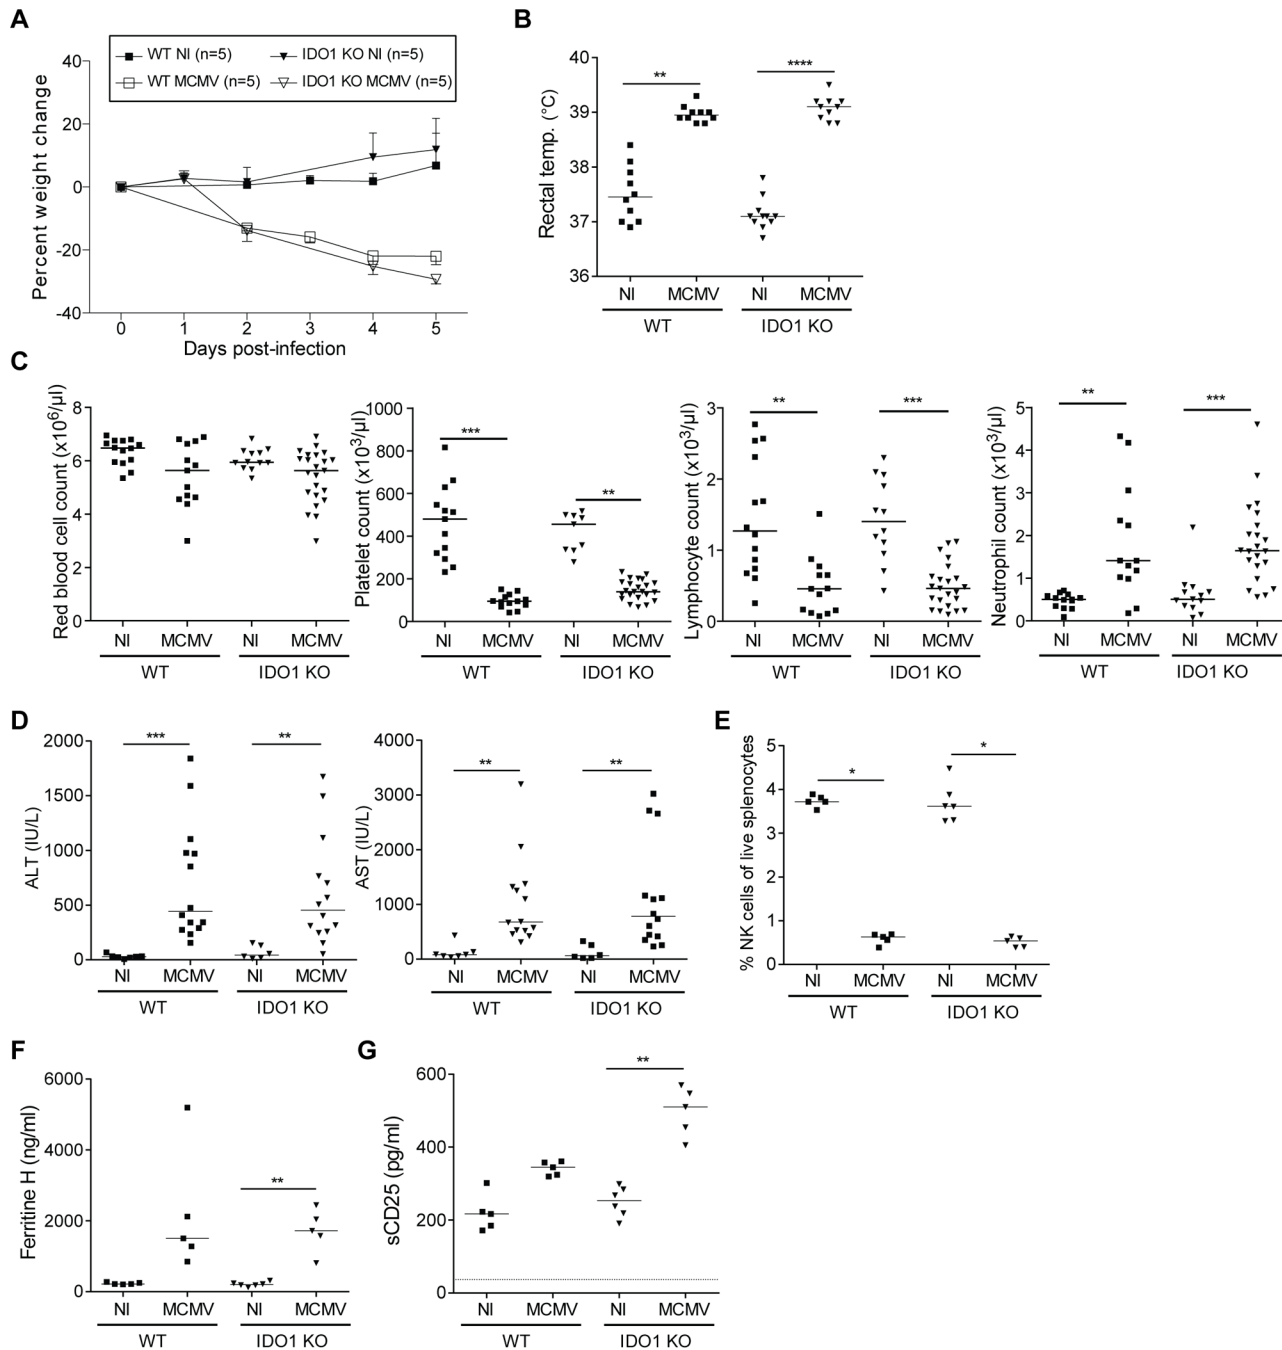 A
WT NI (n=5) IDO1 KO NI (n=5)
WT MCMV (n=5) IDO1 KO MCMV (n=5)
Percent weight change
40
20
0
-20
-40
0 1 2 3 4 5
Days post-infection
B
Rectal temp. (°C)
40
39
38
37
36
** ****
NI MCMV NI MCMV
WT IDO1 KO
C
Red blood cell count (x10⁶/µl)
8
6
4
2
0
NI MCMV NI MCMV
WT IDO1 KO
Platelet count (x10³/µl)
1000
800
600
400
200
0
***
**
NI MCMV NI MCMV
WT IDO1 KO
Lymphocyte count (x10³/µl)
3
2
1
0
** ***
NI MCMV NI MCMV
WT IDO1 KO
Neutrophil count (x10³/µl)
5
4
3
2
1
0
** ***
NI MCMV NI MCMV
WT IDO1 KO
D
ALT (IU/L)
2000
1500
1000
500
0
*** **
NI MCMV NI MCMV
WT IDO1 KO
AST (IU/L)
4000
3000
2000
1000
0
** **
NI MCMV NI MCMV
WT IDO1 KO
E
% NK cells of live splenocytes
5
4
3
2
1
0
* *
NI MCMV NI MCMV
WT IDO1 KO
F
Ferritine H (ng/ml)
6000
4000
2000
0
**
NI MCMV NI MCMV
WT IDO1 KO
G
sCD25 (pg/ml)
600
400
200
0
**
NI MCMV NI MCMV
WT IDO1 KO